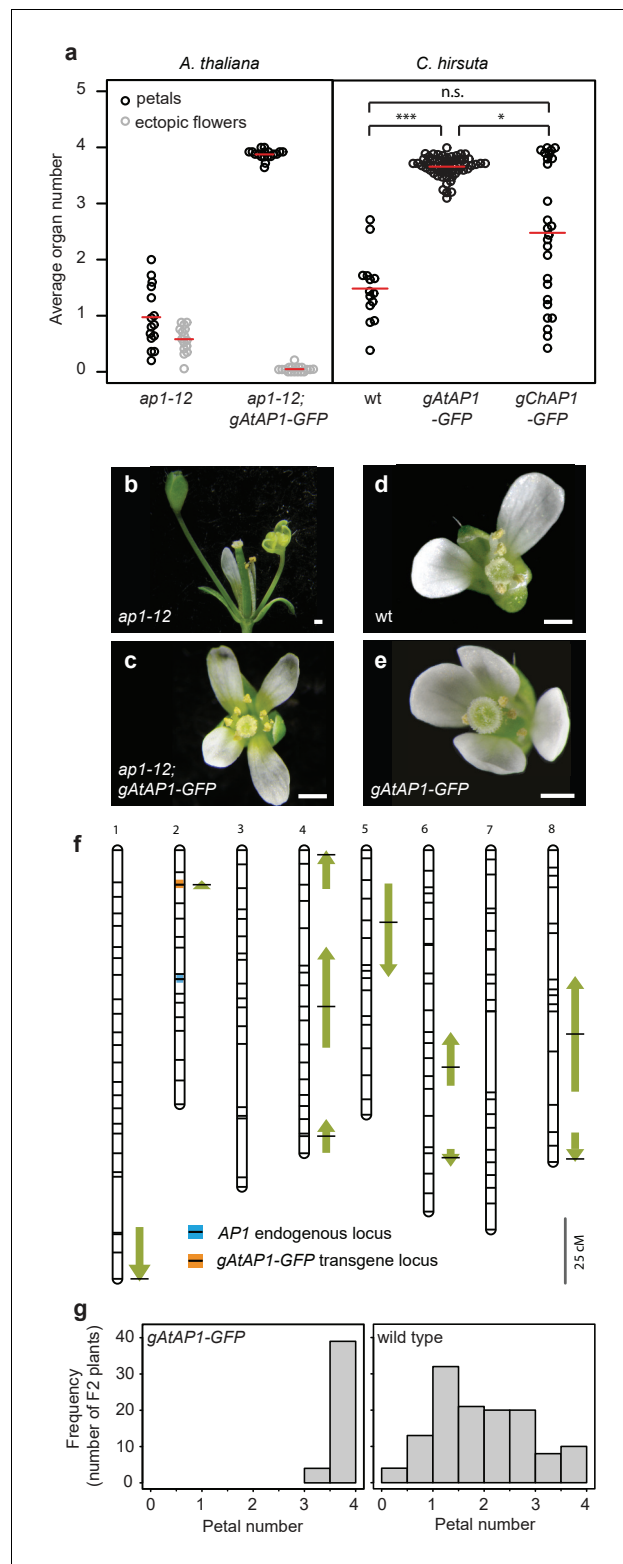 a
A. thaliana
C. hirsuta
Average organ number
5
4
3
2
1
0
petals
ectopic flowers
n.s.
***
*
ap1-12
ap1-12;
gAtAP1-GFP
wt
gAtAP1
-GFP
gChAP1
-GFP
b
ap1-12
d
wt
c
ap1-12;
gAtAP1-GFP
e
gAtAP1-GFP
f
1 2 3 4 5 6 7 8
AP1 endogenous locus
gAtAP1-GFP transgene locus
25 cM
g
Frequency
(number of F2 plants)
40
30
20
10
0
gAtAP1-GFP
0 1 2 3 4
Petal number
wild type
0 1 2 3 4
Petal number